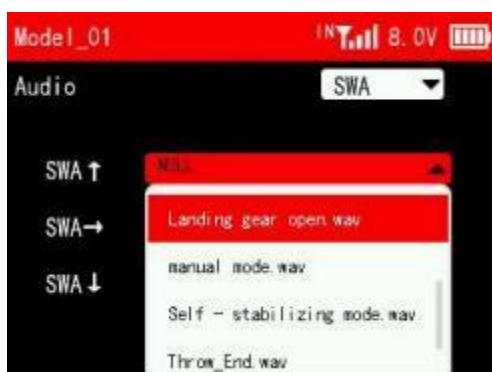 Model_01 IN 8.0V
Audio SWA
SWA↑ NULL
Landing gear open.wav
SWA→
manual mode.wav
SWA↓
Self - stabilizing mode.wav
Throw_End.wav